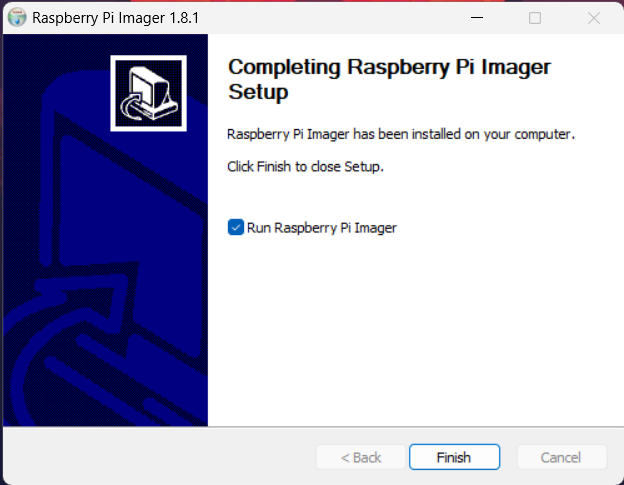 Raspberry Pi Imager 1.8.1
Completing Raspberry Pi Imager
Setup
Raspberry Pi Imager has been installed on your computer.
Click Finish to close Setup.
Run Raspberry Pi Imager
< Back
Finish
Cancel